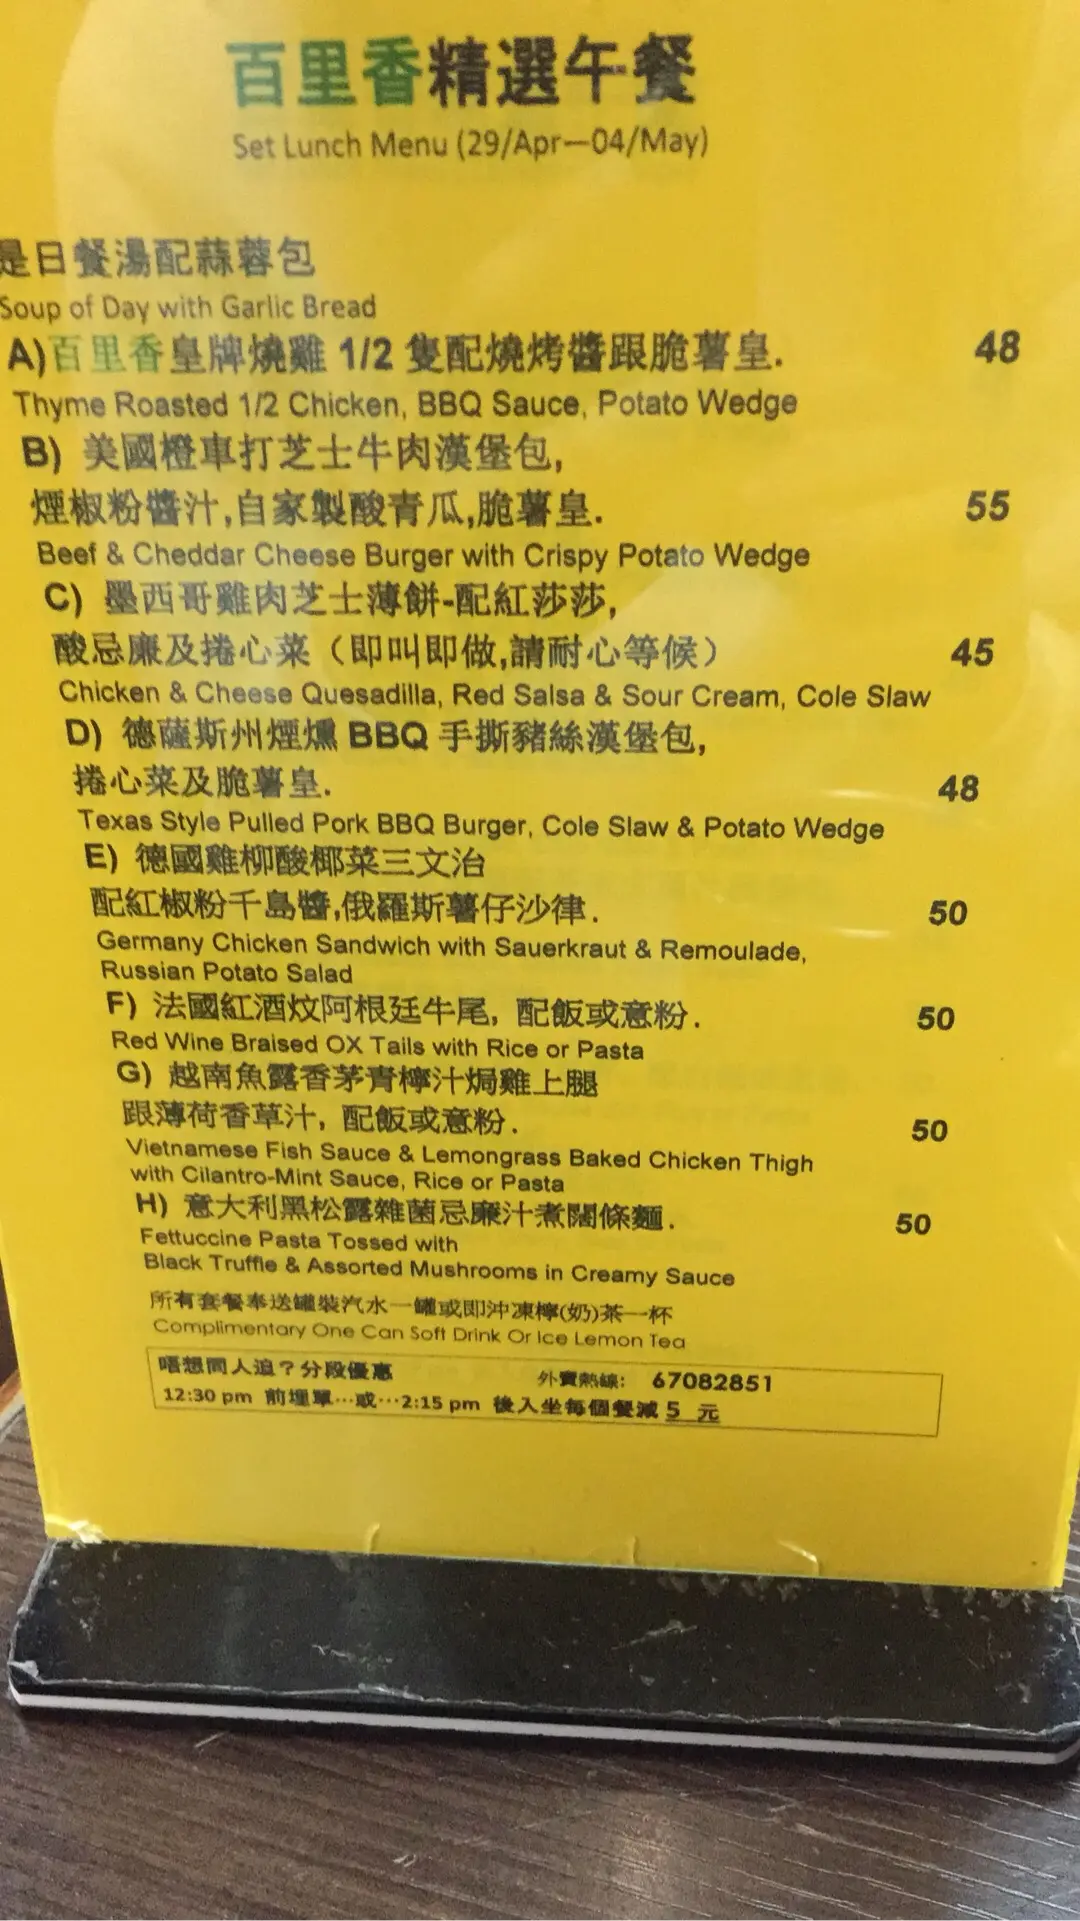 百里香精選午餐
Set Lunch Menu (29/Apr—04/May)
是日餐湯配蒜蓉包
Soup of Day with Garlic Bread
A)百里香皇牌燒雞 1/2 隻配燒烤醬跟脆薯皇. 48
Thyme Roasted 1/2 Chicken, BBQ Sauce, Potato Wedge
B) 美國橙車打芝士牛肉漢堡包,
煙椒粉醬汁,自家製酸青瓜,脆薯皇. 55
Beef & Cheddar Cheese Burger with Crispy Potato Wedge
C) 墨西哥雞肉芝士薄餅-配紅莎莎,
酸忌廉及捲心菜（即叫即做,請耐心等候） 45
Chicken & Cheese Quesadilla, Red Salsa & Sour Cream, Cole Slaw
D) 德薩斯州煙燻 BBQ 手撕豬絲漢堡包,
捲心菜及脆薯皇. 48
Texas Style Pulled Pork BBQ Burger, Cole Slaw & Potato Wedge
E) 德國雞柳酸椰菜三文治
配紅椒粉千島醬,俄羅斯薯仔沙律. 50
Germany Chicken Sandwich with Sauerkraut & Remoulade,
Russian Potato Salad
F) 法國紅酒炆阿根廷牛尾, 配飯或意粉. 50
Red Wine Braised OX Tails with Rice or Pasta
G) 越南魚露香茅青檸汁焗雞上腿
跟薄荷香草汁, 配飯或意粉. 50
Vietnamese Fish Sauce & Lemongrass Baked Chicken Thigh
with Cilantro-Mint Sauce, Rice or Pasta
H) 意大利黑松露雜菌忌廉汁煮闊條麵. 50
Fettuccine Pasta Tossed with
Black Truffle & Assorted Mushrooms in Creamy Sauce
所有套餐奉送罐裝汽水一罐或即沖凍檸(奶)茶一杯
Complimentary One Can Soft Drink Or Ice Lemon Tea
唔想同人迫？分段優惠 外賣熱線: 67082851
12:30 pm 前埋單…或…2:15 pm 後入坐每個餐減 5 元